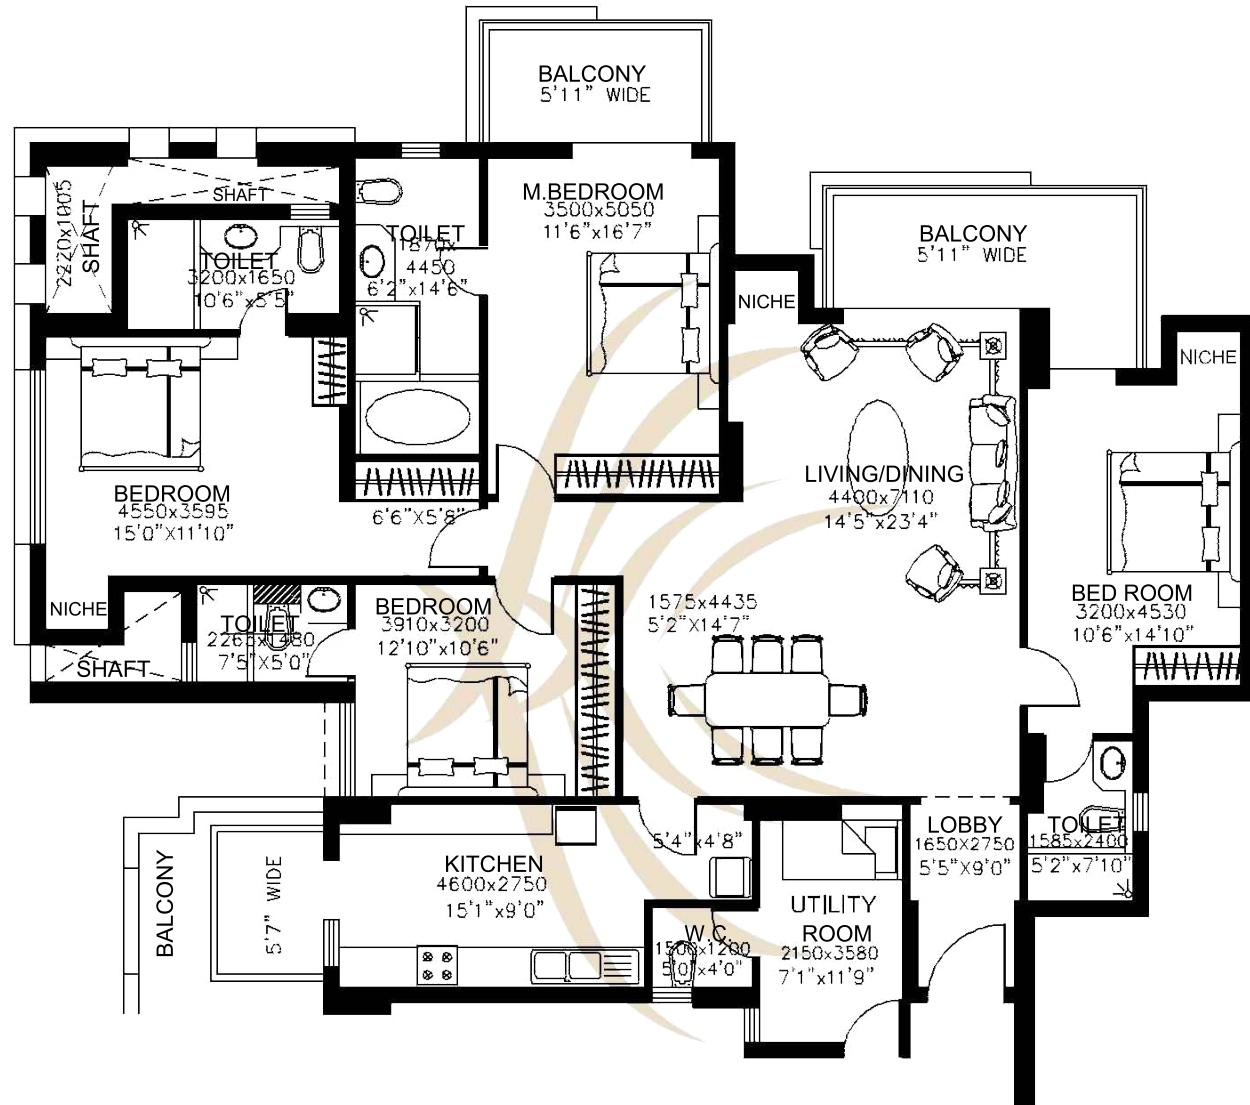 BALCONY
5'11" WIDE
SHAFT
2220x1005
SHAFT
TOILET
3200x1650
10'6"x5'5"
TOILET
1870x
4450
6'2"x14'6"
M.BEDROOM
3500x5050
11'6"x16'7"
BALCONY
5'11" WIDE
NICHE
NICHE
BEDROOM
4550x3595
15'0"X11'10"
6'6"X5'8"
LIVING/DINING
4400x7110
14'5"x23'4"
BED ROOM
3200x4530
10'6"x14'10"
NICHE
SHAFT
TOILET
2265x1480
7'5"X5'0"
BEDROOM
3910x3200
12'10"x10'6"
1575x4435
5'2"X14'7"
BALCONY
5'7" WIDE
KITCHEN
4600x2750
15'1"x9'0"
5'4"x4'8"
W.C.
1500x1200
5'0"x4'0"
UTILITY
ROOM
2150x3580
7'1"x11'9"
LOBBY
1650X2750
5'5"X9'0"
TOILET
1585x2400
5'2"x7'10"